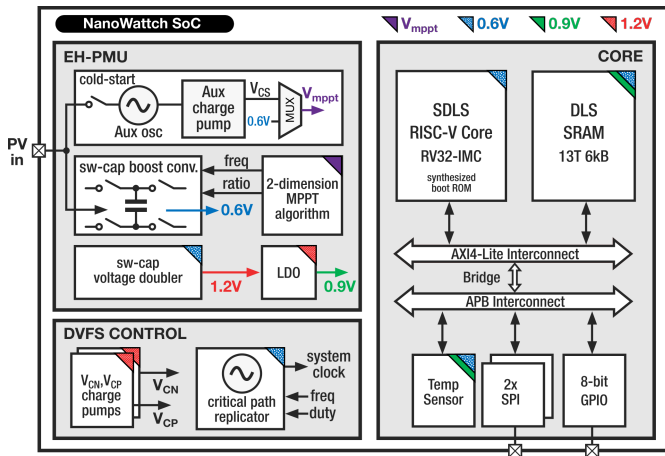 NanoWattch SoC
Vmppt
0.6V
0.9V
1.2V
EH-PMU
cold-start
Aux osc
Aux
charge
pump
VCS
0.6V
MUX
Vmppt
PV
in
sw-cap boost conv.
0.6V
freq
ratio
2-dimension
MPPT
algorithm
sw-cap
voltage doubler
1.2V
LDO
0.9V
DVFS CONTROL
VCN,VCP
charge
pumps
VCN
VCP
critical path
replicator
system
clock
freq
duty
CORE
SDLS
RISC-V Core
RV32-IMC
synthesized
boot ROM
DLS
SRAM
13T 6kB
AXI4-Lite Interconnect
Bridge
APB Interconnect
Temp
Sensor
2x
SPI
8-bit
GPIO